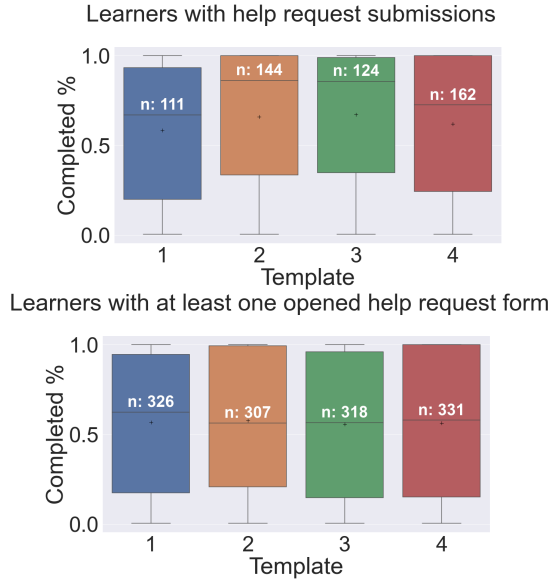 Learners with help request submissions
Completed %
1.0
0.5
0.0
n: 111
n: 144
n: 124
n: 162
1 2 3 4
Template
Learners with at least one opened help request form
Completed %
1.0
0.5
0.0
n: 326
n: 307
n: 318
n: 331
1 2 3 4
Template